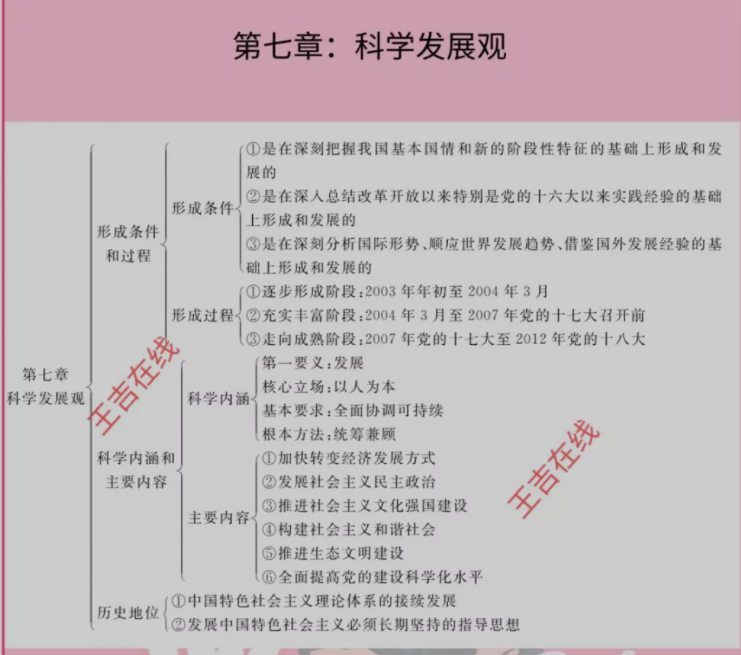 第七章：科学发展观
①是在深刻把握我国基本国情和新的阶段性特征的基础上形成和发
展的
形成条件
②是在深入总结改革开放以来特别是党的十六大以来实践经验的基础
上形成和发展的
形成条件
和过程
③是在深刻分析国际形势、顺应世界发展趋势、借鉴国外发展经验的基
础上形成和发展的
①逐步形成阶段:2003 年年初至 2004 年 3 月
形成过程
②充实丰富阶段:2004 年 3 月至 2007 年党的十七大召开前
③走向成熟阶段:2007 年党的十七大至 2012 年党的十八大
第七章
科学发展观
第一要义:发展
科学内涵
核心立场:以人为本
基本要求:全面协调可持续
根本方法:统筹兼顾
科学内涵和
主要内容
①加快转变经济发展方式
②发展社会主义民主政治
③推进社会主义文化强国建设
主要内容
④构建社会主义和谐社会
⑤推进生态文明建设
⑥全面提高党的建设科学化水平
历史地位
①中国特色社会主义理论体系的接续发展
②发展中国特色社会主义必须长期坚持的指导思想
王吉在线
王吉在线